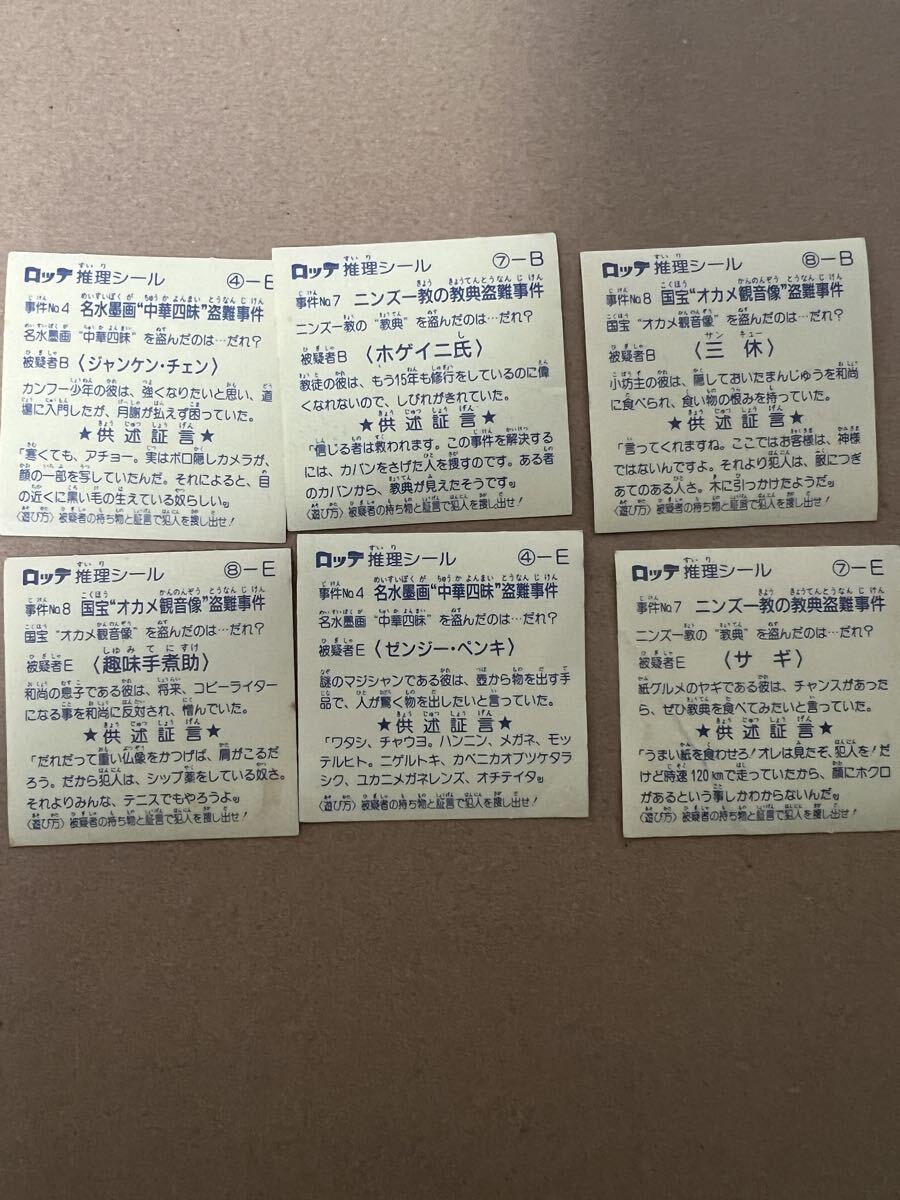 ロッテ 推理シール ④-B
事件No4 名水墨画"中華四昧"盗難事件
名水墨画 "中華四昧" を盗んだのは…だれ?
被疑者B 〈ジャンケン・チェン〉
カンフー少年の彼は、強くなりたいと思い、道
場に入門したが、月謝が払えず困っていた。
★供述証言★
「寒くても、アチョー。実はボロ隠しカメラが、
顔の一部を写していたんだ。それによると、目
の近くに黒い毛の生えている奴らしい。
〈遊び方〉被疑者の持ち物と証言で犯人を捜し出せ!
ロッテ 推理シール ⑦-B
事件No7 ニンズー教の教典盗難事件
ニンズー教の "教典" を盗んだのは…だれ?
被疑者B 〈ホゲイニ氏〉
教徒の彼は、もう15年も修行をしているのに偉
くなれないので、しびれがきれていた。
★供述証言★
「信じる者は救われます。この事件を解決する
には、カバンをさげた人を捜すのです。ある者
のカバンから、教典が見えたそうです』
〈遊び方〉被疑者の持ち物と証言で犯人を捜し出せ!
ロッテ 推理シール ⑧-B
事件No8 国宝"オカメ観音像"盗難事件
国宝 "オカメ観音像" を盗んだのは…だれ?
被疑者B 〈三休〉
小坊主の彼は、隠しておいたまんじゅうを和尚
に食べられ、食い物の恨みを持っていた。
★供述証言★
「言ってくれますね。ここではお客様は、神様
ではないんですよ。それより犯人は、服につぎ
あてのある人さ。木に引っかけたようだ』
〈遊び方〉被疑者の持ち物と証言で犯人を捜し出せ!
ロッテ 推理シール ⑧-E
事件No8 国宝"オカメ観音像"盗難事件
国宝 "オカメ観音像" を盗んだのは…だれ?
被疑者E 〈趣味手煮助〉
和尚の息子である彼は、将来、コピーライター
になる事を和尚に反対され、憎んでいた。
★供述証言★
「だれだって重い仏像をかつげば、肩がこるだ
ろう。だから犯人は、シップ薬をしている奴さ。
それよりみんな、テニスでもやろうよ』
〈遊び方〉被疑者の持ち物と証言で犯人を捜し出せ!
ロッテ 推理シール ④-E
事件No4 名水墨画"中華四昧"盗難事件
名水墨画 "中華四昧" を盗んだのは…だれ?
被疑者E 〈ゼンジー・ペンキ〉
謎のマジシャンである彼は、壺から物を出す手
品で、人が驚く物を出したいと言っていた。
★供述証言★
「ワタシ、チャウヨ。ハンニン、メガネ、モッ
テルヒト。ニゲルトキ、カベニカオブツケタラ
シク、ユカニメガネレンズ、オチテイタ』
〈遊び方〉被疑者の持ち物と証言で犯人を捜し出せ!
ロッテ 推理シール ⑦-E
事件No7 ニンズー教の教典盗難事件
ニンズー教の "教典" を盗んだのは…だれ?
被疑者E 〈サギ〉
紙グルメのヤギである彼は、チャンスがあった
ら、ぜひ教典を食べてみたいと言っていた。
★供述証言★
「うまい紙を食わせろ!オレは見たぞ、犯人を!だ
けど時速120kmで走っていたから、顔にホクロ
があるという事しかわからないんだ』
〈遊び方〉被疑者の持ち物と証言で犯人を捜し出せ!